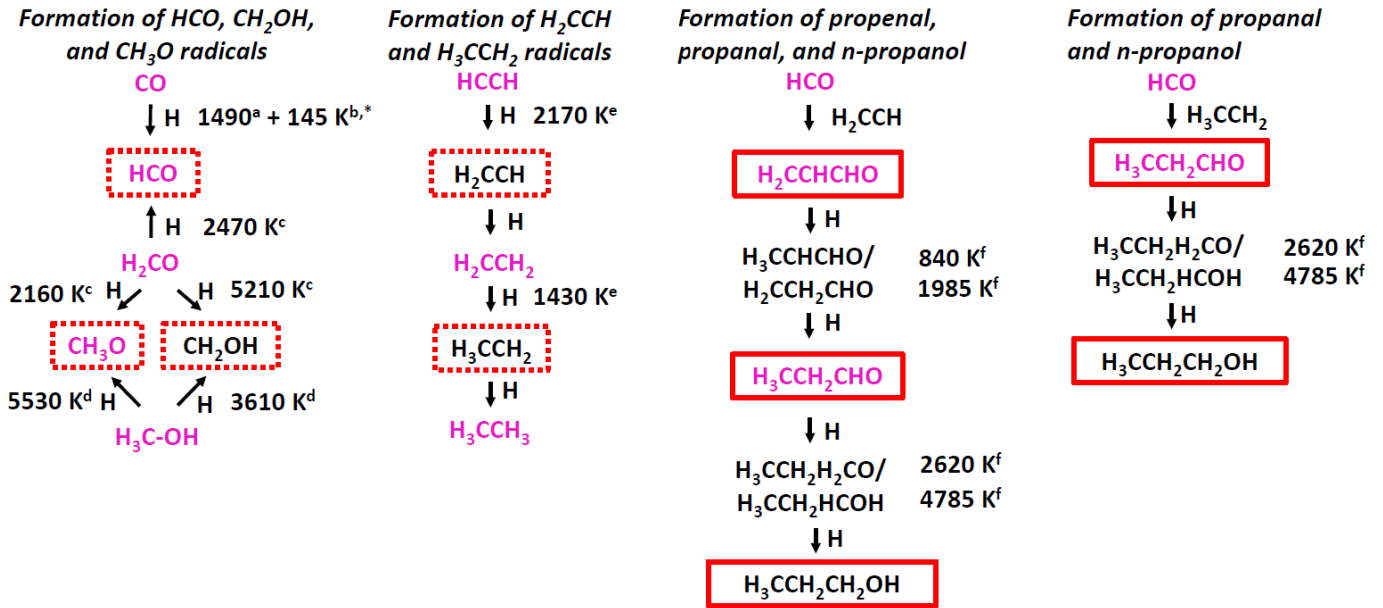 Formation of HCO, CH₂OH,
and CH₃O radicals
CO
H 1490ᵃ + 145 Kᵇ,*
HCO
H 2470 Kᶜ
H₂CO
2160 Kᶜ H H 5210 Kᶜ
CH₃O CH₂OH
5530 Kᵈ H H 3610 Kᵈ
H₃C-OH
Formation of H₂CCH
and H₃CCH₂ radicals
HCCH
H 2170 Kᵉ
H₂CCH
H
H₂CCH₂
H 1430 Kᵉ
H₃CCH₂
H
H₃CCH₃
Formation of propenal,
propanal, and n-propanol
HCO
H₂CCH
H₂CCHCHO
H
H₃CCHCHO/ 840 Kᶠ
H₂CCH₂CHO 1985 Kᶠ
H
H₃CCH₂CHO
H
H₃CCH₂H₂CO/ 2620 Kᶠ
H₃CCH₂HCOH 4785 Kᶠ
H
H₃CCH₂CH₂OH
Formation of propanal
and n-propanol
HCO
H₃CCH₂
H₃CCH₂CHO
H
H₃CCH₂H₂CO/ 2620 Kᶠ
H₃CCH₂HCOH 4785 Kᶠ
H
H₃CCH₂CH₂OH